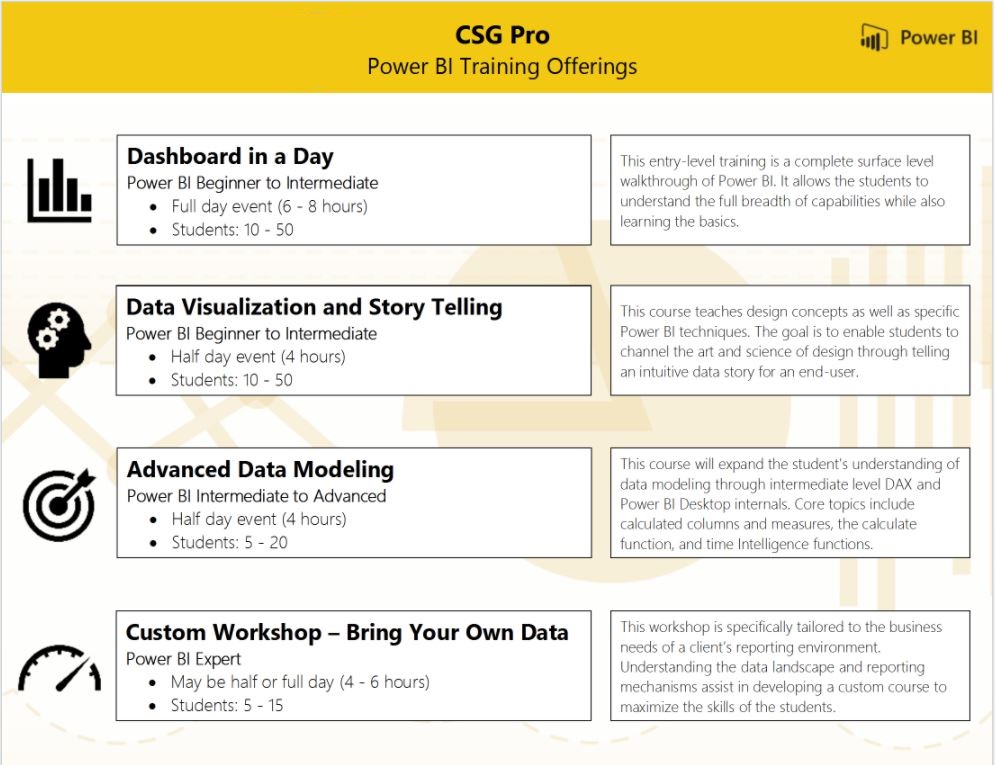 CSG Pro
Power BI Training Offerings
Power BI
Dashboard in a Day
Power BI Beginner to Intermediate
• Full day event (6 - 8 hours)
• Students: 10 - 50
This entry-level training is a complete surface level
walkthrough of Power BI. It allows the students to
understand the full breadth of capabilities while also
learning the basics.
Data Visualization and Story Telling
Power BI Beginner to Intermediate
• Half day event (4 hours)
• Students: 10 - 50
This course teaches design concepts as well as specific
Power BI techniques. The goal is to enable students to
channel the art and science of design through telling
an intuitive data story for an end-user.
Advanced Data Modeling
Power BI Intermediate to Advanced
• Half day event (4 hours)
• Students: 5 - 20
This course will expand the student's understanding of
data modeling through intermediate level DAX and
Power BI Desktop internals. Core topics include
calculated columns and measures, the calculate
function, and time Intelligence functions.
Custom Workshop – Bring Your Own Data
Power BI Expert
• May be half or full day (4 - 6 hours)
• Students: 5 - 15
This workshop is specifically tailored to the business
needs of a client's reporting environment.
Understanding the data landscape and reporting
mechanisms assist in developing a custom course to
maximize the skills of the students.